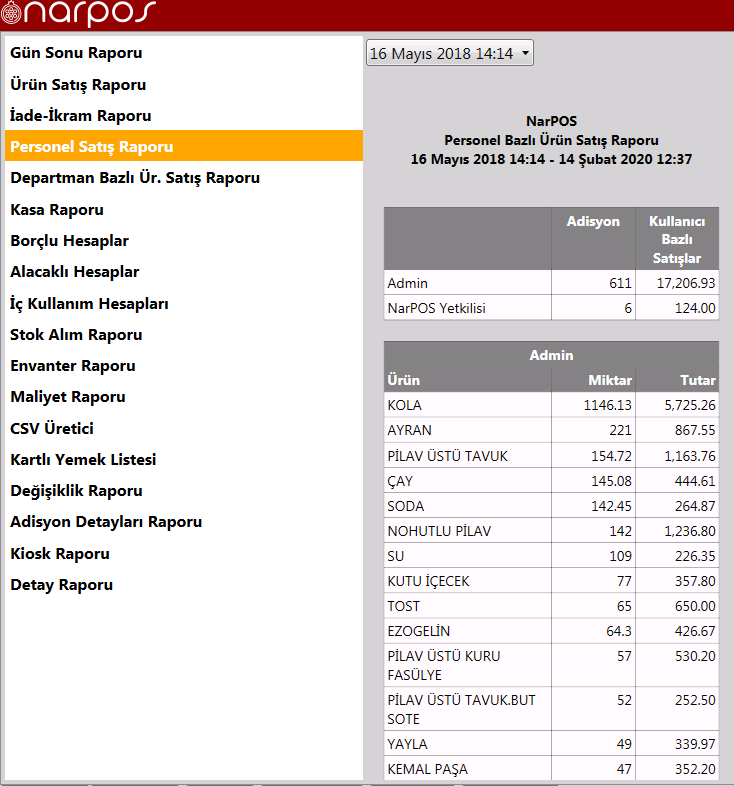 narpos
Gün Sonu Raporu
Ürün Satış Raporu
İade-İkram Raporu
Personel Satış Raporu
Departman Bazlı Ür. Satış Raporu
Kasa Raporu
Borçlu Hesaplar
Alacaklı Hesaplar
İç Kullanım Hesapları
Stok Alım Raporu
Envanter Raporu
Maliyet Raporu
CSV Üretici
Kartlı Yemek Listesi
Değişiklik Raporu
Adisyon Detayları Raporu
Kiosk Raporu
Detay Raporu
16 Mayıs 2018 14:14
NarPOS
Personel Bazlı Ürün Satış Raporu
16 Mayıs 2018 14:14 - 14 Şubat 2020 12:37
Adisyon Kullanıcı
Bazlı
Satışlar
Admin 611 17,206.93
NarPOS Yetkilisi 6 124.00
Admin
Ürün Miktar Tutar
KOLA 1146.13 5,725.26
AYRAN 221 867.55
PİLAV ÜSTÜ TAVUK 154.72 1,163.76
ÇAY 145.08 444.61
SODA 142.45 264.87
NOHUTLU PİLAV 142 1,236.80
SU 109 226.35
KUTU İÇECEK 77 357.80
TOST 65 650.00
EZOGELİN 64.3 426.67
PİLAV ÜSTÜ KURU 57 530.20
FASÜLYE
PİLAV ÜSTÜ TAVUK.BUT 52 252.50
SOTE
YAYLA 49 339.97
KEMAL PAŞA 47 352.20